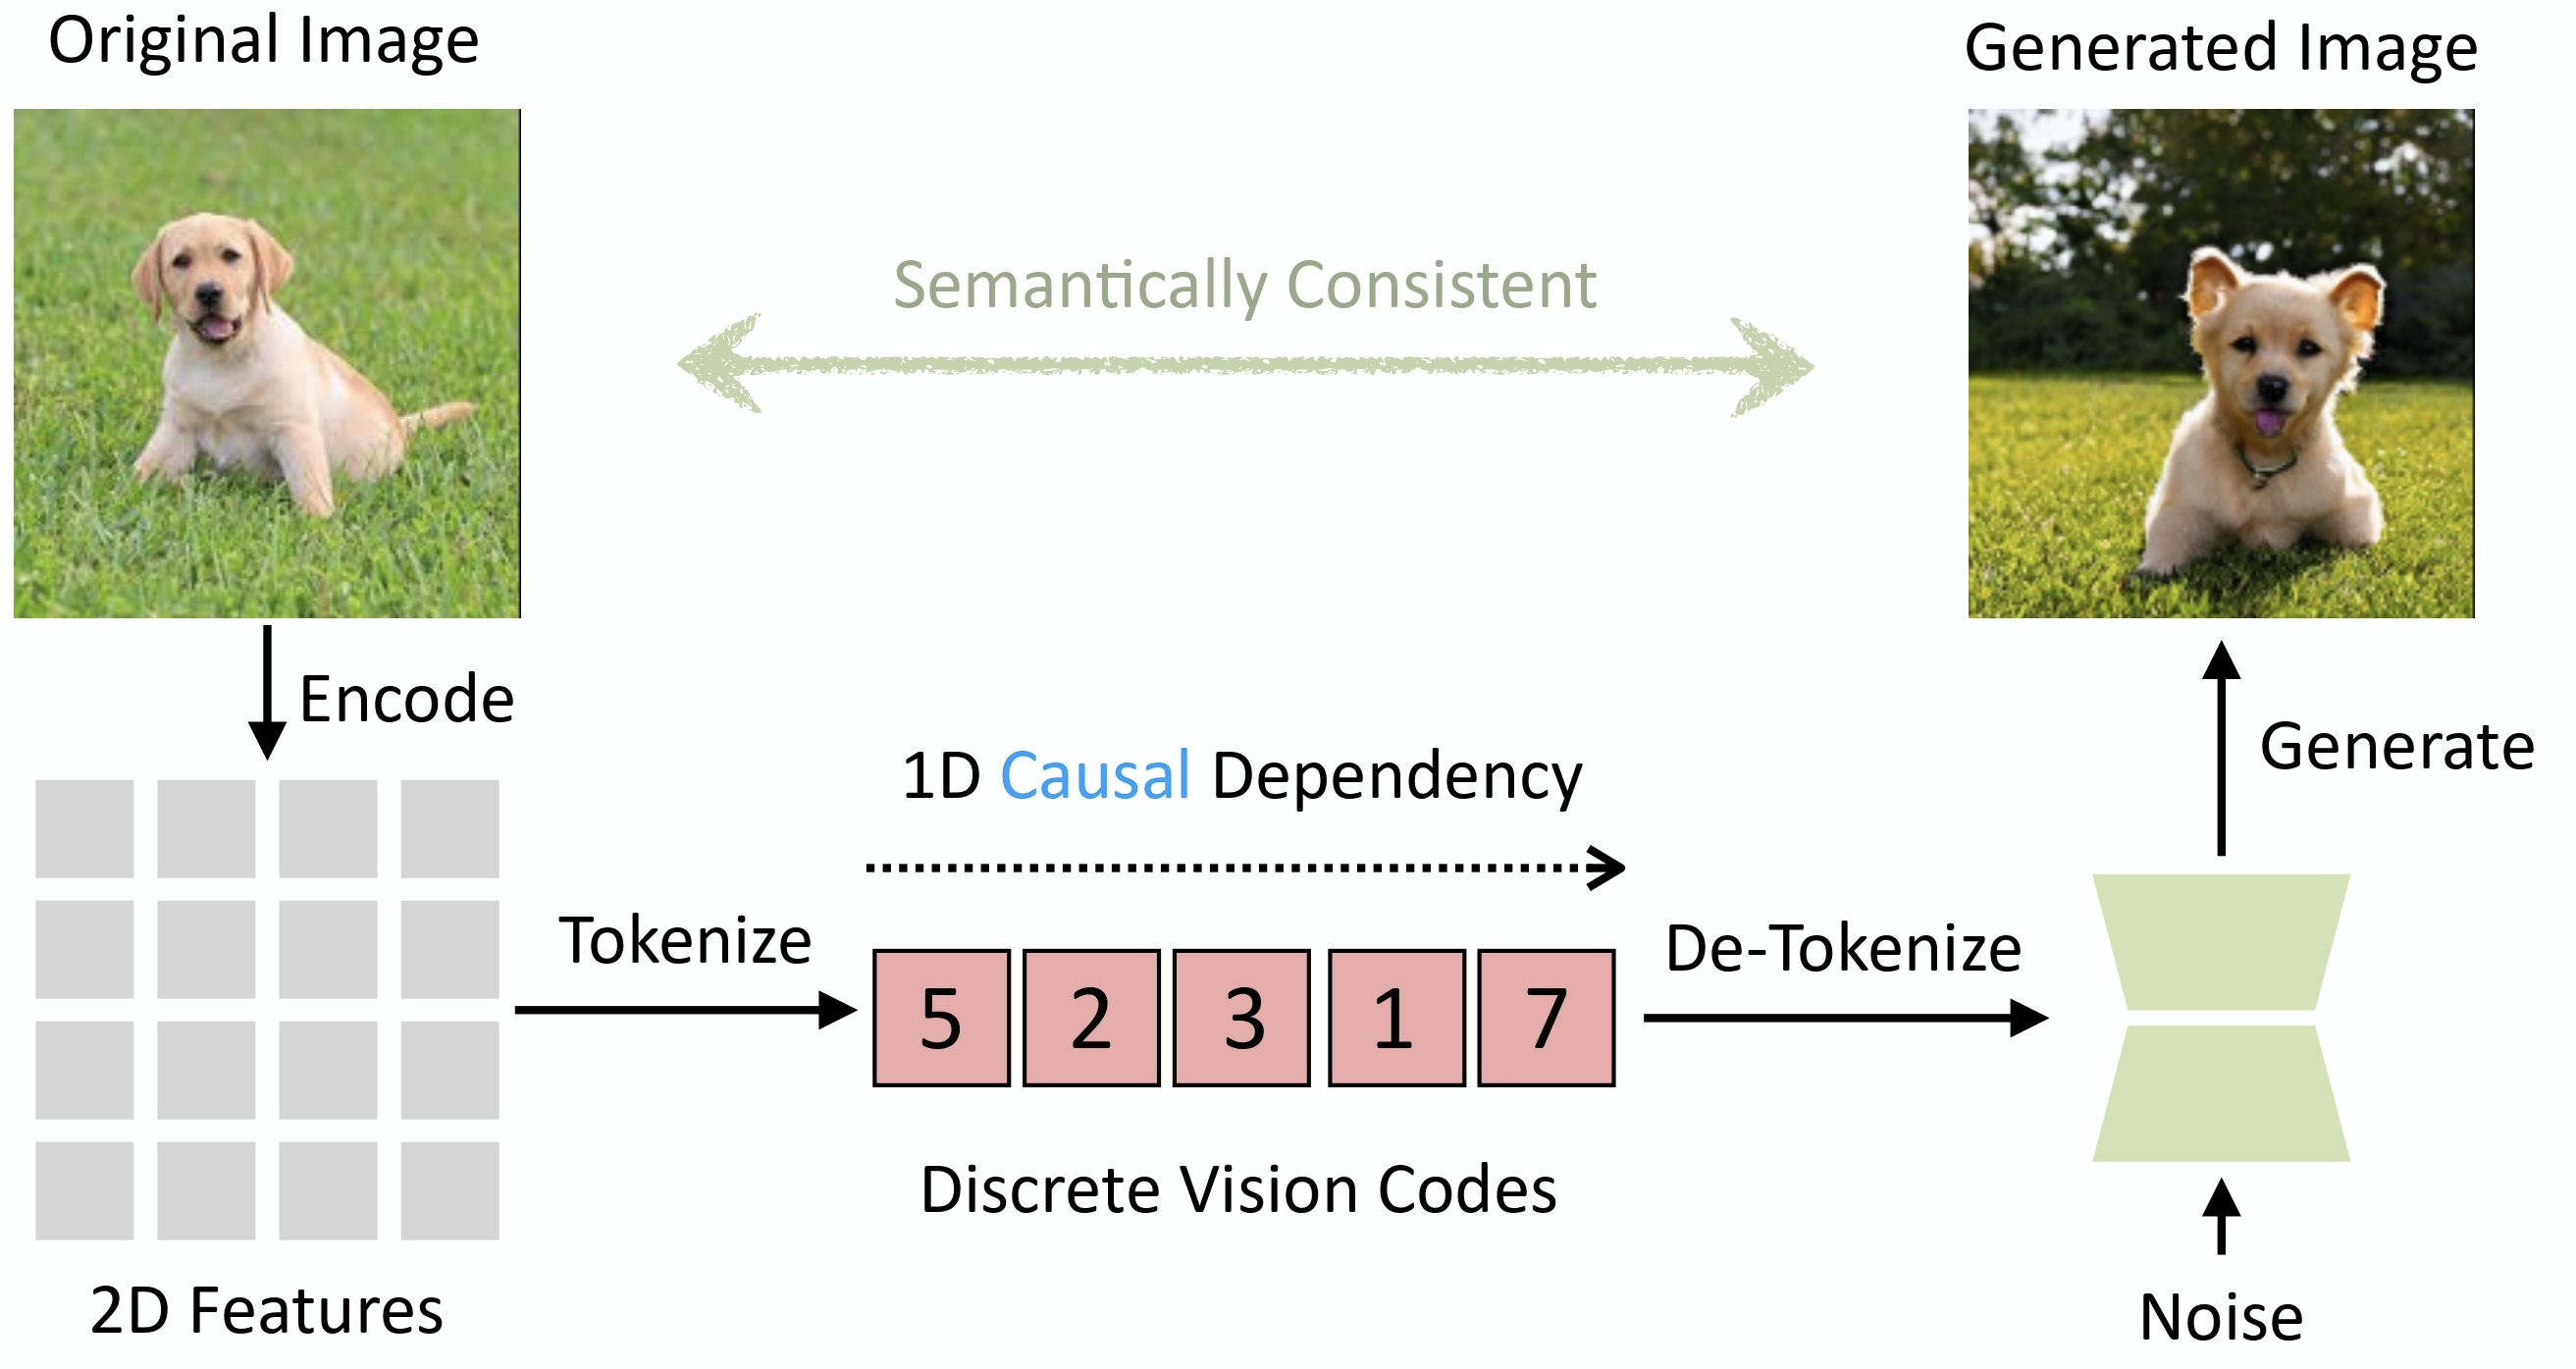 Original Image
Generated Image
Semantically Consistent
Encode
1D Causal Dependency
Generate
Tokenize
5 2 3 1 7
De-Tokenize
Discrete Vision Codes
2D Features
Noise